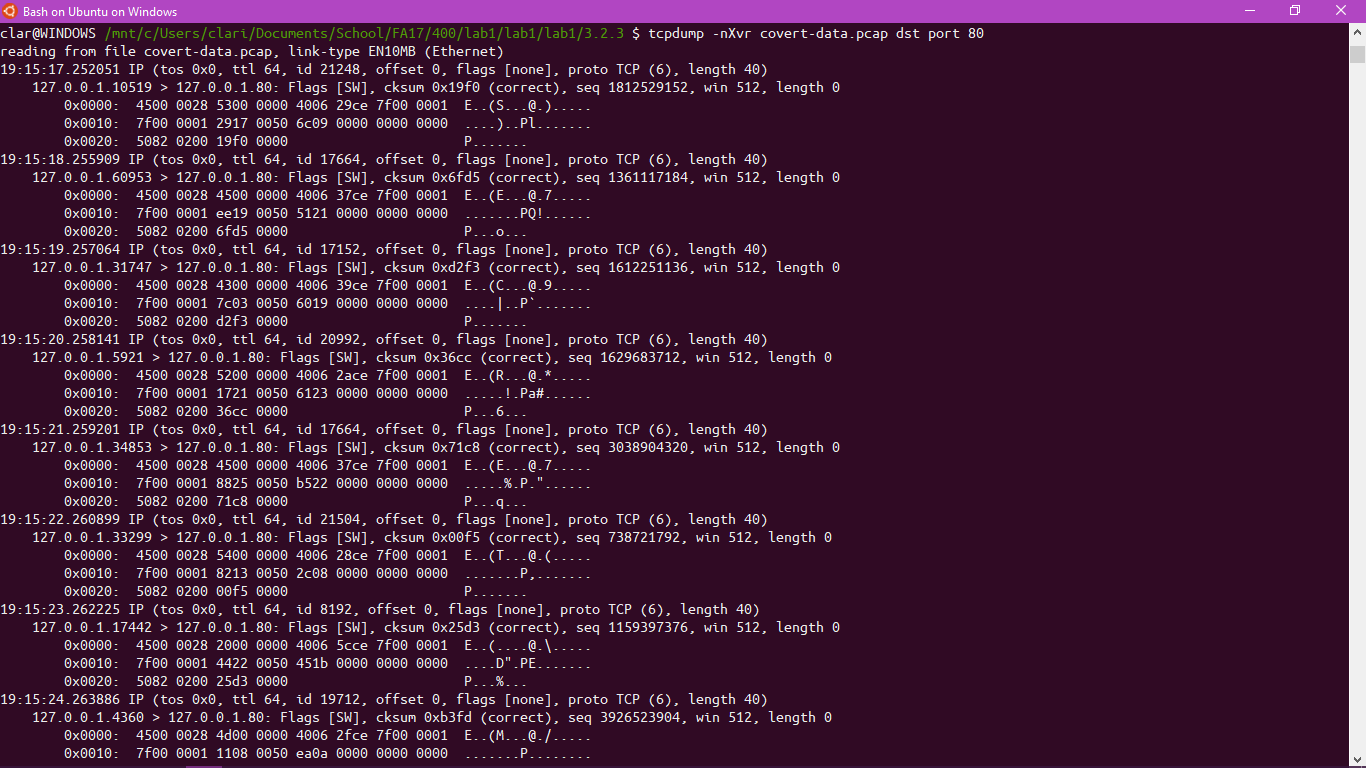 Bash on Ubuntu on Windows
clar@WINDOWS /mnt/c/Users/clari/Documents/School/FA17/400/lab1/lab1/lab1/3.2.3 $ tcpdump -nXvr covert-data.pcap dst port 80
reading from file covert-data.pcap, link-type EN10MB (Ethernet)
19:15:17.252051 IP (tos 0x0, ttl 64, id 21248, offset 0, flags [none], proto TCP (6), length 40)
    127.0.0.1.10519 > 127.0.0.1.80: Flags [SW], cksum 0x19f0 (correct), seq 1812529152, win 512, length 0
        0x0000:  4500 0028 5300 0000 4006 29ce 7f00 0001  E..(S...@.).....
        0x0010:  7f00 0001 2917 0050 6c09 0000 0000 0000  ....)..Pl.......
        0x0020:  5082 0200 19f0 0000                      P.......
19:15:18.255909 IP (tos 0x0, ttl 64, id 17664, offset 0, flags [none], proto TCP (6), length 40)
    127.0.0.1.60953 > 127.0.0.1.80: Flags [SW], cksum 0x6fd5 (correct), seq 1361117184, win 512, length 0
        0x0000:  4500 0028 4500 0000 4006 37ce 7f00 0001  E..(E...@.7.....
        0x0010:  7f00 0001 ee19 0050 5121 0000 0000 0000  .......PQ!......
        0x0020:  5082 0200 6fd5 0000                      P...o...
19:15:19.257064 IP (tos 0x0, ttl 64, id 17152, offset 0, flags [none], proto TCP (6), length 40)
    127.0.0.1.31747 > 127.0.0.1.80: Flags [SW], cksum 0xd2f3 (correct), seq 1612251136, win 512, length 0
        0x0000:  4500 0028 4300 0000 4006 39ce 7f00 0001  E..(C...@.9.....
        0x0010:  7f00 0001 7c03 0050 6019 0000 0000 0000  ....|..P`.......
        0x0020:  5082 0200 d2f3 0000                      P.......
19:15:20.258141 IP (tos 0x0, ttl 64, id 20992, offset 0, flags [none], proto TCP (6), length 40)
    127.0.0.1.5921 > 127.0.0.1.80: Flags [SW], cksum 0x36cc (correct), seq 1629683712, win 512, length 0
        0x0000:  4500 0028 5200 0000 4006 2ace 7f00 0001  E..(R...@.*.....
        0x0010:  7f00 0001 1721 0050 6123 0000 0000 0000  .....!.Pa#......
        0x0020:  5082 0200 36cc 0000                      P...6...
19:15:21.259201 IP (tos 0x0, ttl 64, id 17664, offset 0, flags [none], proto TCP (6), length 40)
    127.0.0.1.34853 > 127.0.0.1.80: Flags [SW], cksum 0x71c8 (correct), seq 3038904320, win 512, length 0
        0x0000:  4500 0028 4500 0000 4006 37ce 7f00 0001  E..(E...@.7.....
        0x0010:  7f00 0001 8825 0050 b522 0000 0000 0000  .....%.P."......
        0x0020:  5082 0200 71c8 0000                      P...q...
19:15:22.260899 IP (tos 0x0, ttl 64, id 21504, offset 0, flags [none], proto TCP (6), length 40)
    127.0.0.1.33299 > 127.0.0.1.80: Flags [SW], cksum 0x00f5 (correct), seq 738721792, win 512, length 0
        0x0000:  4500 0028 5400 0000 4006 28ce 7f00 0001  E..(T...@.(.....
        0x0010:  7f00 0001 8213 0050 2c08 0000 0000 0000  .......P,.......
        0x0020:  5082 0200 00f5 0000                      P.......
19:15:23.262225 IP (tos 0x0, ttl 64, id 8192, offset 0, flags [none], proto TCP (6), length 40)
    127.0.0.1.17442 > 127.0.0.1.80: Flags [SW], cksum 0x25d3 (correct), seq 1159397376, win 512, length 0
        0x0000:  4500 0028 2000 0000 4006 5cce 7f00 0001  E..(....@.\.....
        0x0010:  7f00 0001 4422 0050 451b 0000 0000 0000  ....D".PE.......
        0x0020:  5082 0200 25d3 0000                      P...%...
19:15:24.263886 IP (tos 0x0, ttl 64, id 19712, offset 0, flags [none], proto TCP (6), length 40)
    127.0.0.1.4360 > 127.0.0.1.80: Flags [SW], cksum 0xb3fd (correct), seq 3926523904, win 512, length 0
        0x0000:  4500 0028 4d00 0000 4006 2fce 7f00 0001  E..(M...@./.....
        0x0010:  7f00 0001 1108 0050 ea0a 0000 0000 0000  .......P........